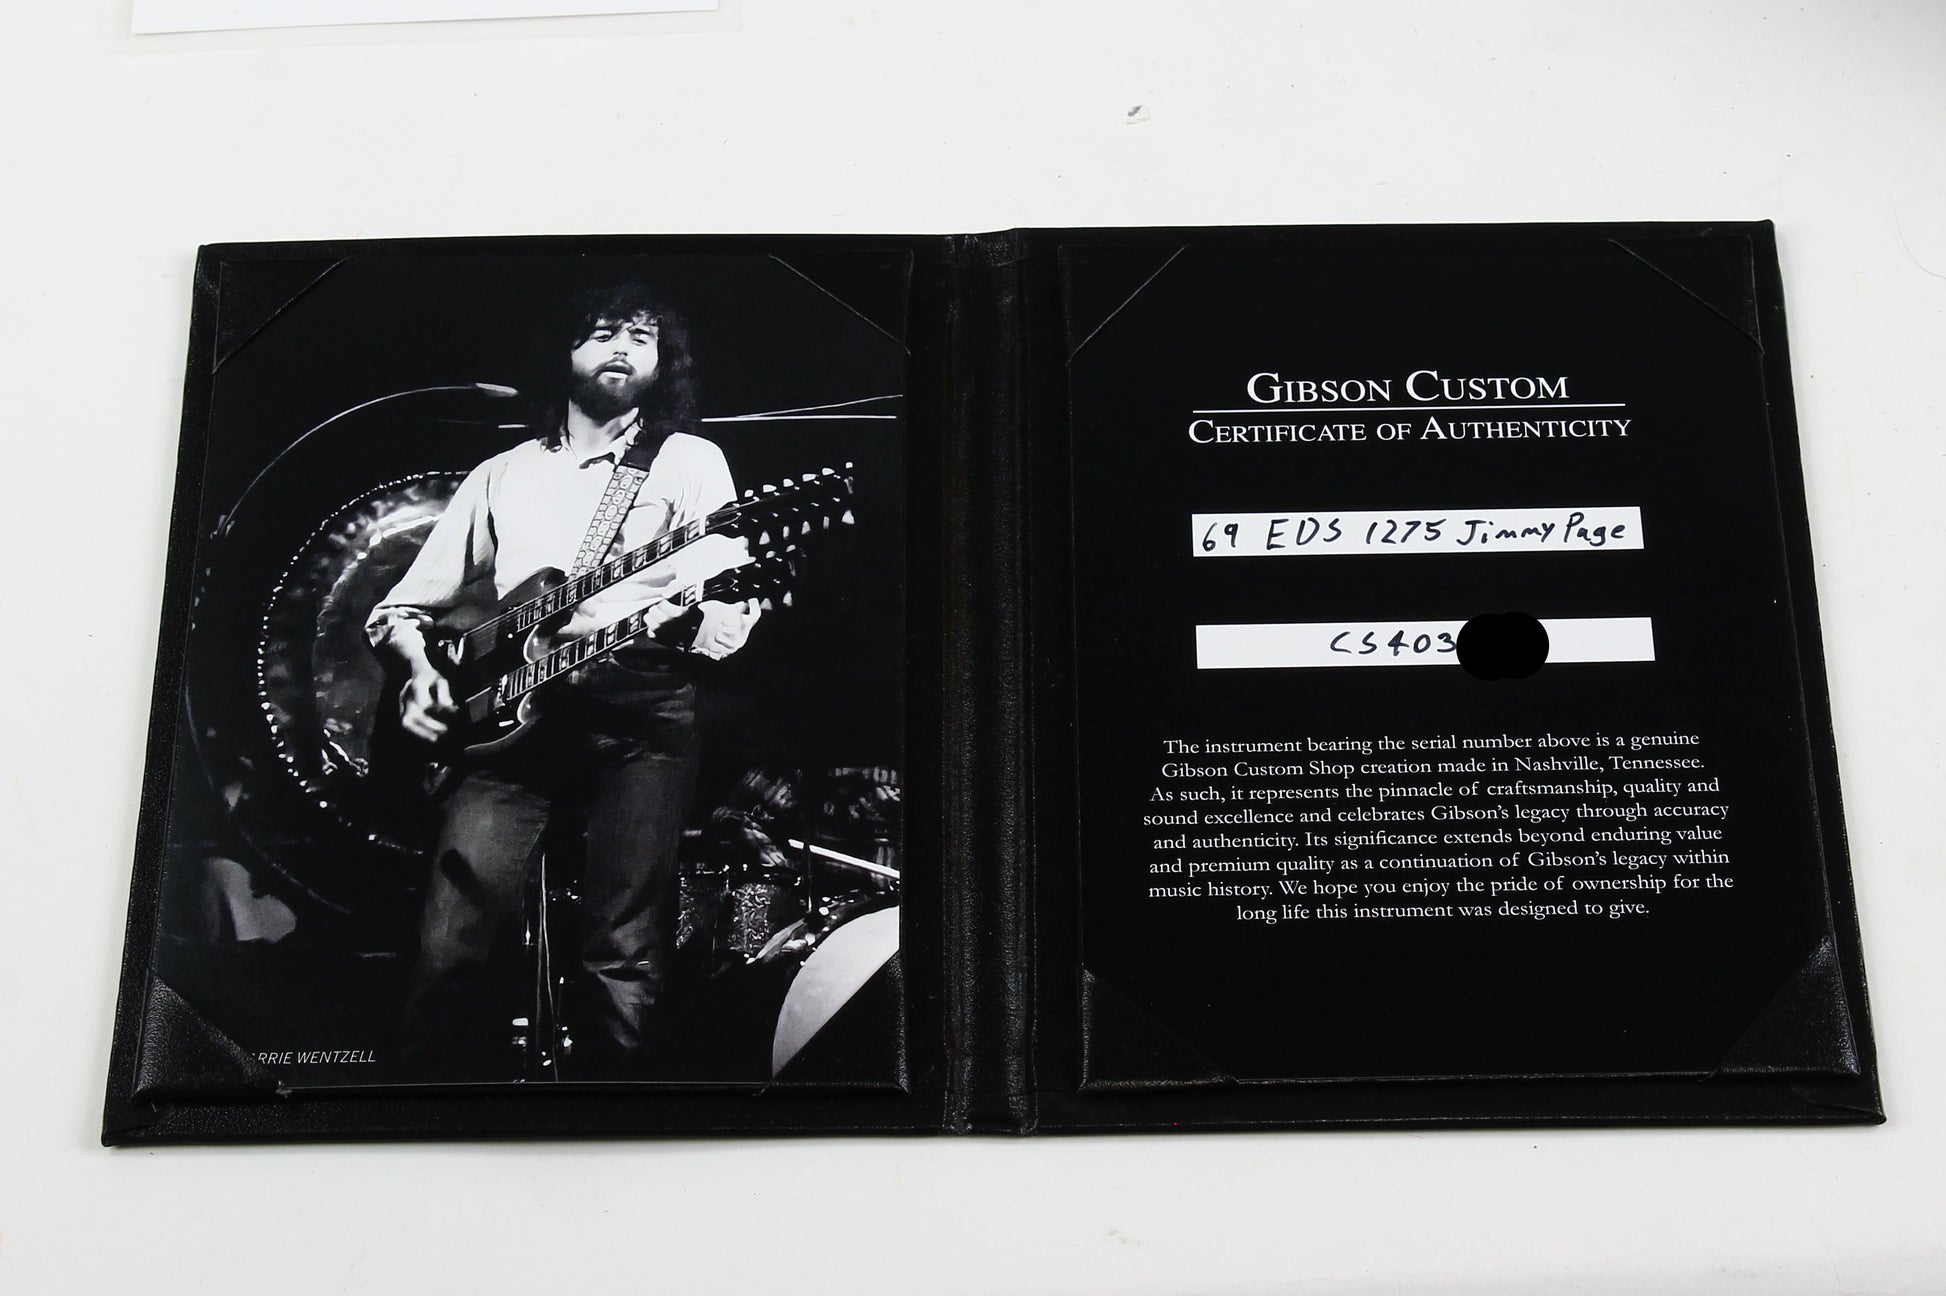 GIBSON CUSTOM
CERTIFICATE OF AUTHENTICITY
69 EDS 1275 Jimmy Page
CS403
The instrument bearing the serial number above is a genuine
Gibson Custom Shop creation made in Nashville, Tennessee.
As such, it represents the pinnacle of craftsmanship, quality and
sound excellence and celebrates Gibson's legacy through accuracy
and authenticity. Its significance extends beyond enduring value
and premium quality as a continuation of Gibson's legacy within
music history. We hope you enjoy the pride of ownership for the
long life this instrument was designed to give.
ARRIE WENTZELL